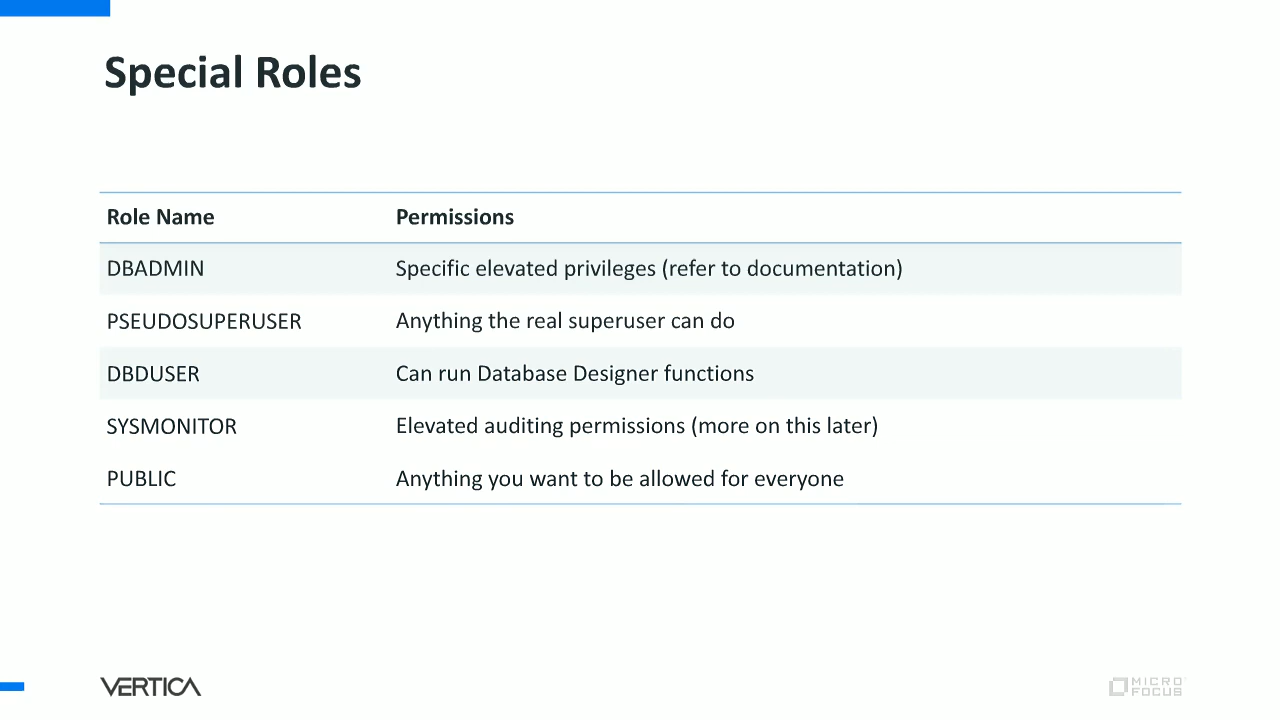 Special Roles
Role Name Permissions
DBADMIN Specific elevated privileges (refer to documentation)
PSEUDOSUPERUSER Anything the real superuser can do
DBDUSER Can run Database Designer functions
SYSMONITOR Elevated auditing permissions (more on this later)
PUBLIC Anything you want to be allowed for everyone
VERTICA
MICRO
FOCUS